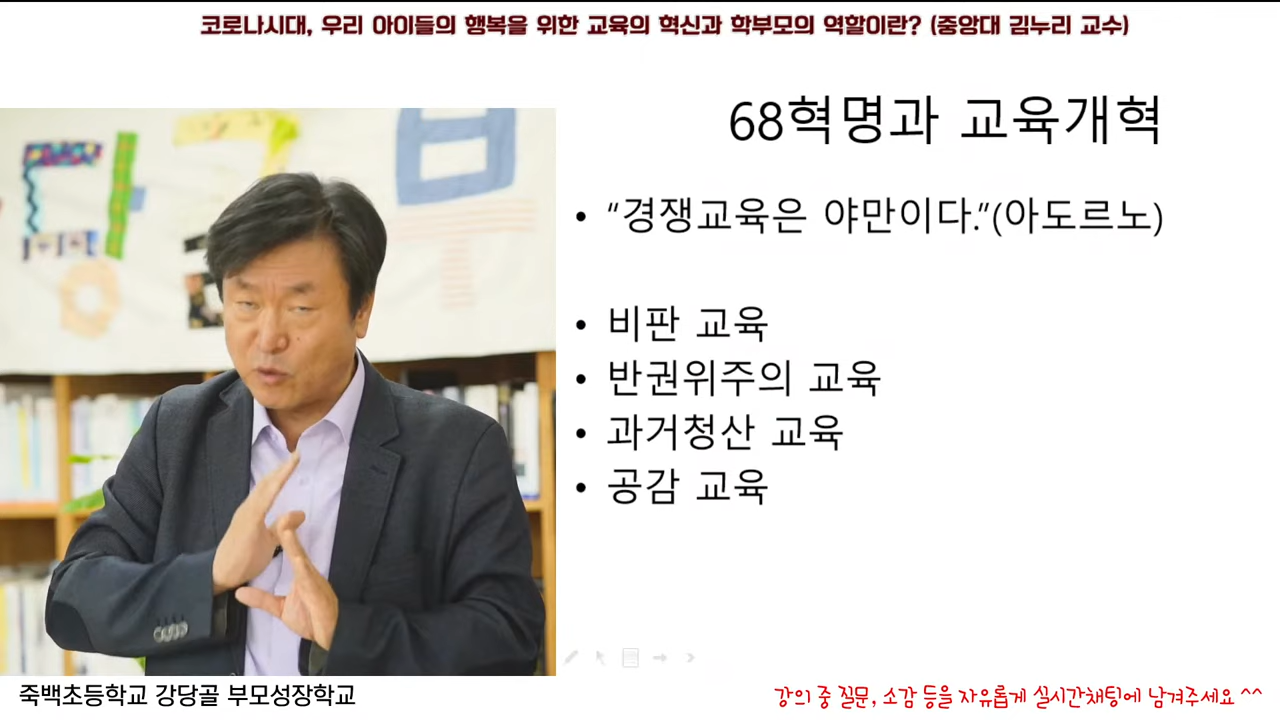 코로나시대, 우리 아이들의 행복을 위한 교육의 혁신과 학부모의 역할이란? (중앙대 김누리 교수)
68혁명과 교육개혁
• “경쟁교육은 야만이다.”(아도르노)
• 비판 교육
• 반권위주의 교육
• 과거청산 교육
• 공감 교육
죽백초등학교 강당골 부모성장학교
강의 중 질문, 소감 등을 자유롭게 실시간채팅에 남겨주세요 ^^